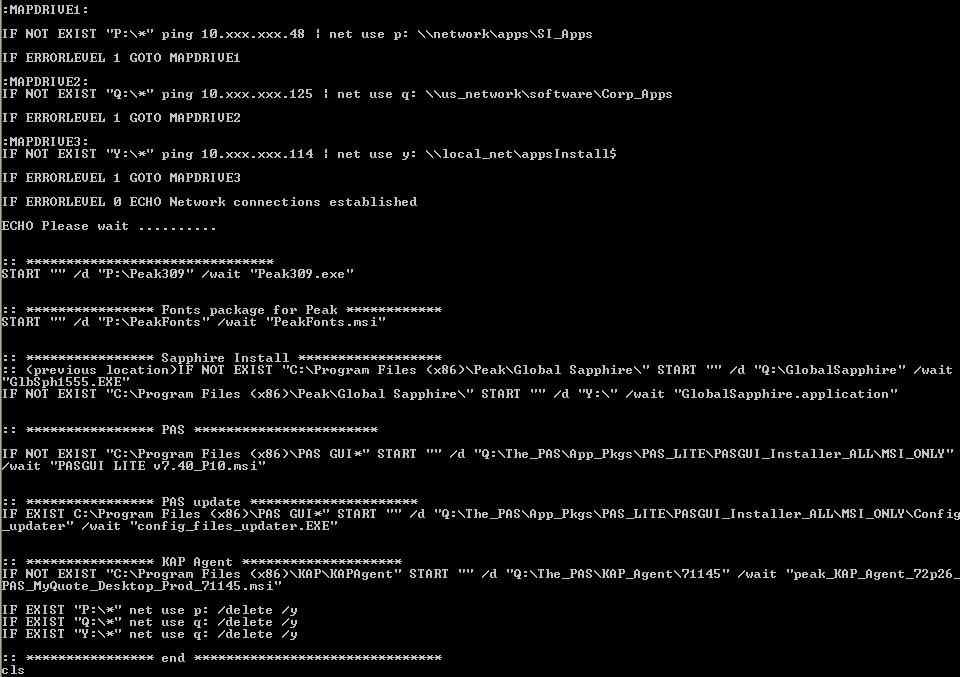 :MAPDRIVE1:
IF NOT EXIST "P:\*" ping 10.xxx.xxx.48 | net use p: \\network\apps\SI_Apps
IF ERRORLEVEL 1 GOTO MAPDRIVE1
:MAPDRIVE2:
IF NOT EXIST "Q:\*" ping 10.xxx.xxx.125 | net use q: \\us_network\software\Corp_Apps
IF ERRORLEVEL 1 GOTO MAPDRIVE2
:MAPDRIVE3:
IF NOT EXIST "Y:\*" ping 10.xxx.xxx.114 | net use y: \\local_net\appsInstall$
IF ERRORLEVEL 1 GOTO MAPDRIVE3
IF ERRORLEVEL 0 ECHO Network connections established
ECHO Please wait ..........
:: *******************************
START "" /d "P:\Peak309" /wait "Peak309.exe"
:: **************** Fonts package for Peak ************
START "" /d "P:\PeakFonts" /wait "PeakFonts.msi"
:: **************** Sapphire Install ******************
:: (previous location)IF NOT EXIST "C:\Program Files (x86)\Peak\Global Sapphire\" START "" /d "Q:\GlobalSapphire" /wait
"GlbSph1555.EXE"
IF NOT EXIST "C:\Program Files (x86)\Peak\Global Sapphire\" START "" /d "Y:\" /wait "GlobalSapphire.application"
:: **************** PAS ***********************
IF NOT EXIST "C:\Program Files (x86)\PAS GUI*" START "" /d "Q:\The_PAS\App_Pkgs\PAS_LITE\PASGUI_Installer_ALL\MSI_ONLY"
/wait "PASGUI LITE v7.40_P10.msi"
:: **************** PAS update *********************
IF EXIST C:\Program Files (x86)\PAS GUI*" START "" /d "Q:\The_PAS\App_Pkgs\PAS_LITE\PASGUI_Installer_ALL\MSI_ONLY\Config
_updater" /wait "config_files_updater.EXE"
:: **************** KAP Agent ********************
IF NOT EXIST "C:\Program Files (x86)\KAP\KAPAgent" START "" /d "Q:\The_PAS\KAP_Agent\71145" /wait "peak_KAP_Agent_72p26_
PAS_MyQuote_Desktop_Prod_71145.msi"
IF EXIST "P:\*" net use p: /delete /y
IF EXIST "Q:\*" net use q: /delete /y
IF EXIST "Y:\*" net use q: /delete /y
:: **************** end *******************************
cls